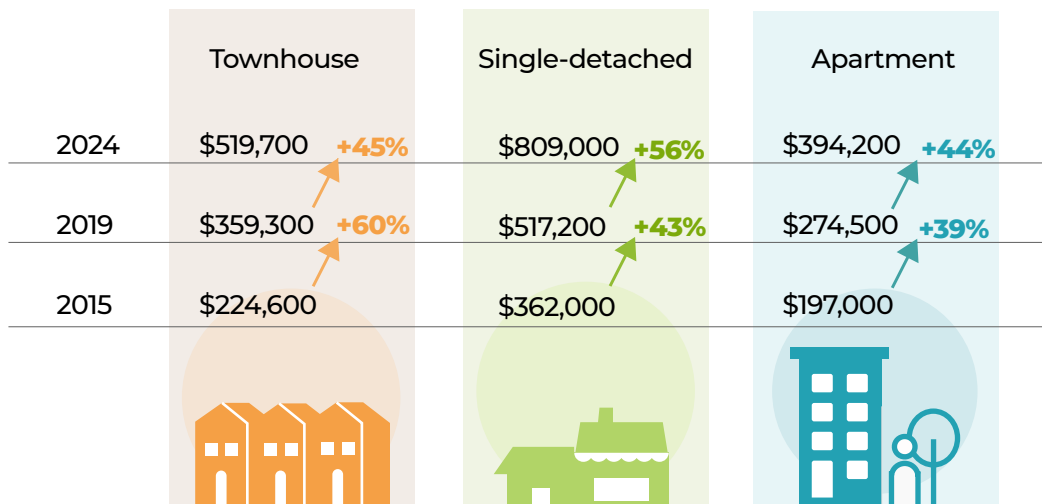 Townhouse Single-detached Apartment
2024 $519,700 +45% $809,000 +56% $394,200 +44%
2019 $359,300 +60% $517,200 +43% $274,500 +39%
2015 $224,600 $362,000 $197,000